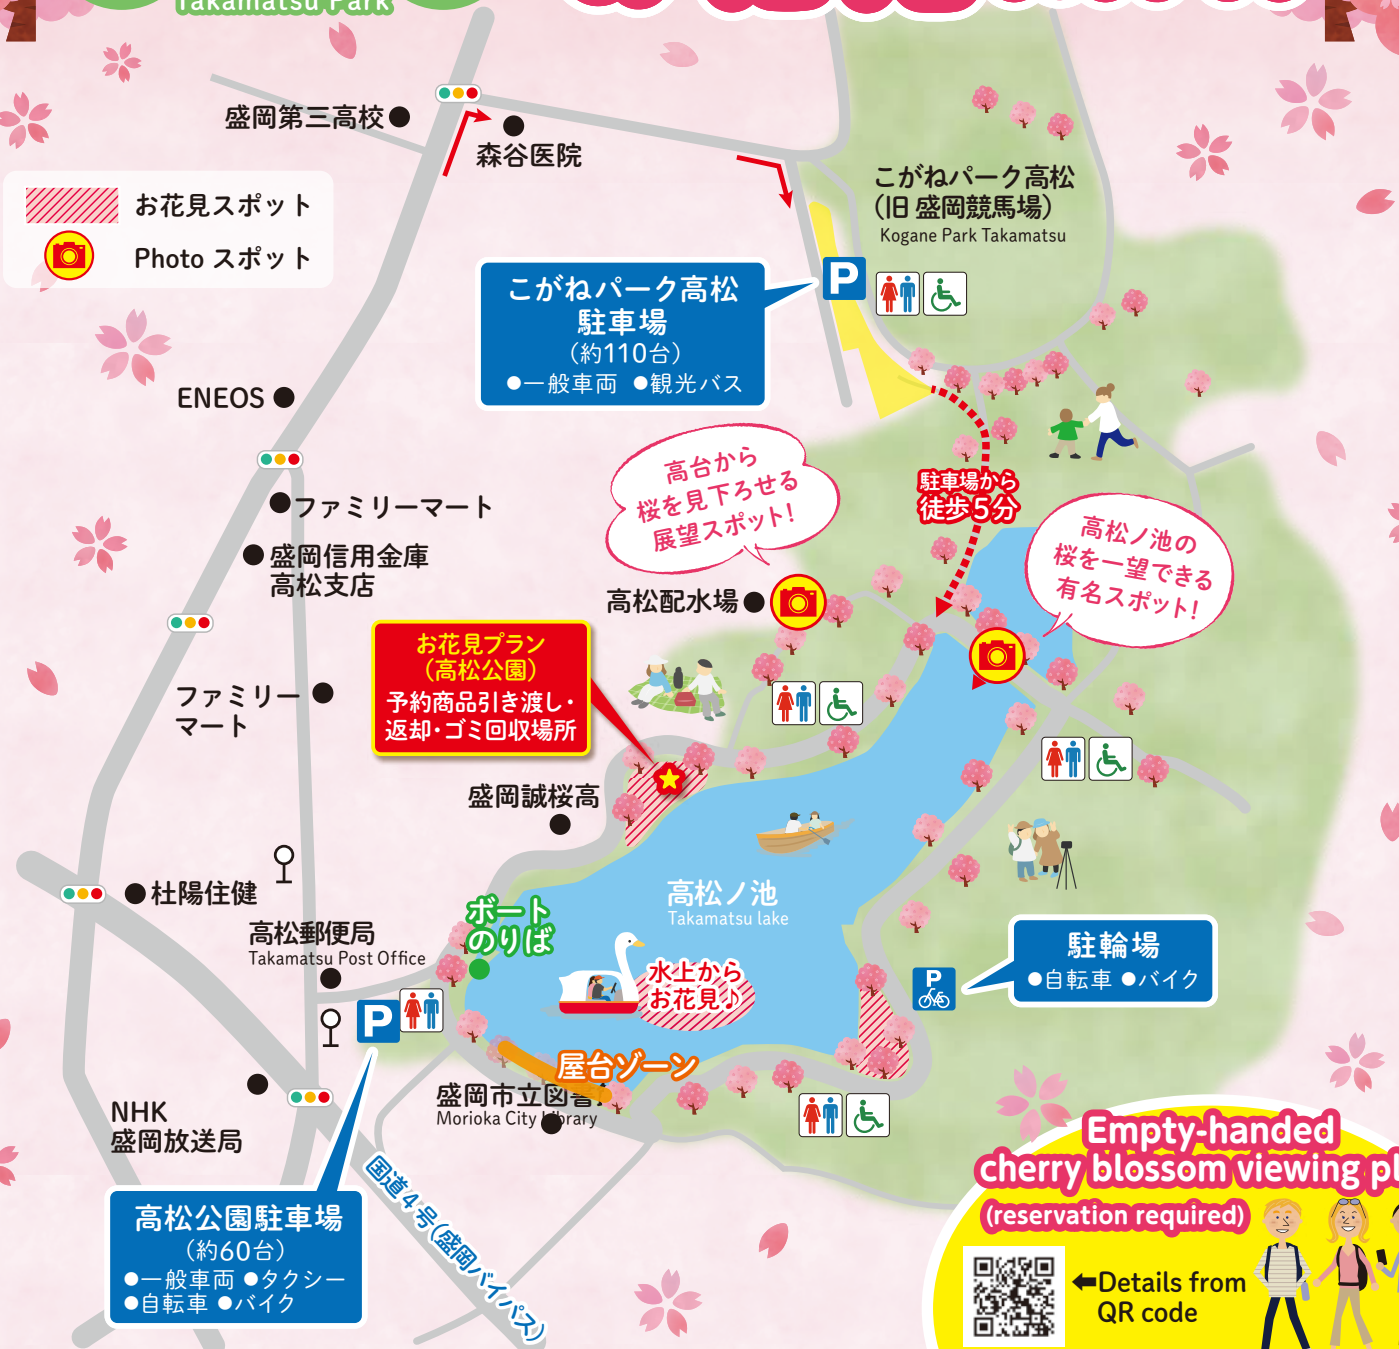 Takamatsu Park
盛岡第三高校
森谷医院
お花見スポット
Photo スポット
こがねパーク高松
（旧 盛岡競馬場）
Kogane Park Takamatsu
P
こがねパーク高松
駐車場
（約110台）
●一般車両 ●観光バス
ENEOS
ファミリーマート
盛岡信用金庫
高松支店
高台から
桜を見下ろせる
展望スポット！
駐車場から
徒歩5分
高松ノ池の
桜を一望できる
有名スポット！
高松配水場
お花見プラン
（高松公園）
予約商品引き渡し・
返却・ゴミ回収場所
ファミリー
マート
盛岡誠桜高
杜陽住健
高松ノ池
Takamatsu lake
ボート
のりば
高松郵便局
Takamatsu Post Office
水上から
お花見♪
駐輪場
●自転車 ●バイク
P
P
屋台ゾーン
盛岡市立図書
Morioka City Library
NHK
盛岡放送局
国道4号（盛岡バイパス）
高松公園駐車場
（約60台）
●一般車両 ●タクシー
●自転車 ●バイク
Empty-handed
cherry blossom viewing pl
(reservation required)
←Details from
QR code